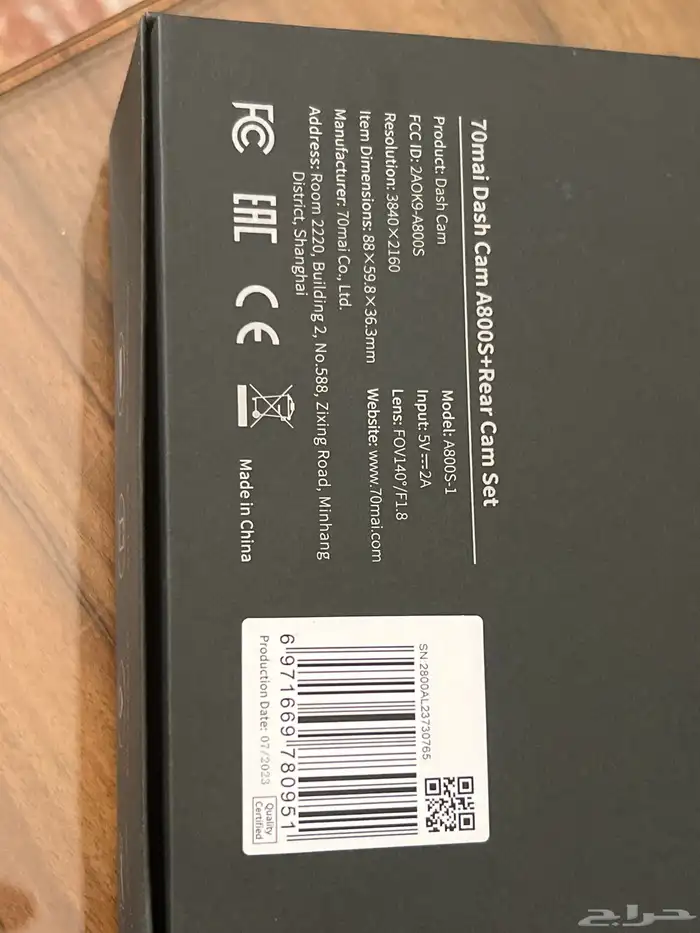 70mai Dash Cam A800S+Rear Cam Set
Product: Dash Cam
Model: A800S-1
FCC ID: 2AOK9-A800S
Input: 5V⎓2A
Resolution: 3840×2160
Lens: FOV140°/F1.8
Item Dimensions: 88×59.8×36.3mm
Website: www.70mai.com
Manufacturer: 70mai Co., Ltd.
Address: Room 2220, Building 2, No.588, Zixing Road, Minhang
District, Shanghai
FC EAC CE
Made in China
SN 2800AL23730765
6 971669 780951
Production Date: 07/2023
Quality
Certified
حراج